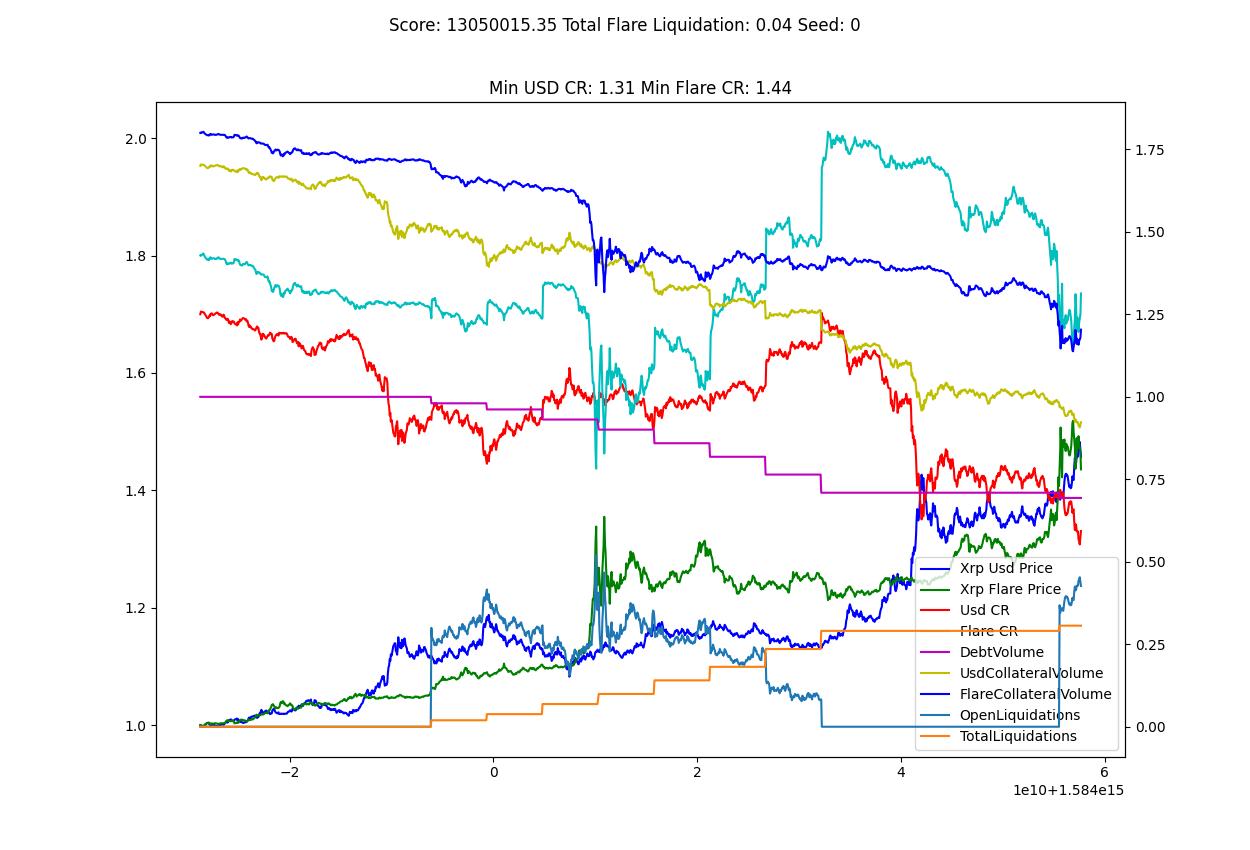 Score: 13050015.35 Total Flare Liquidation: 0.04 Seed: 0
Min USD CR: 1.31 Min Flare CR: 1.44
2.0
1.8
1.6
1.4
1.2
1.0
1.75
1.50
1.25
1.00
0.75
0.50
0.25
0.00
Xrp Usd Price
Xrp Flare Price
Usd CR
Flare CR
DebtVolume
UsdCollateralVolume
FlareCollateralVolume
OpenLiquidations
TotalLiquidations
−2 0 2 4 6
1e10+1.584e15